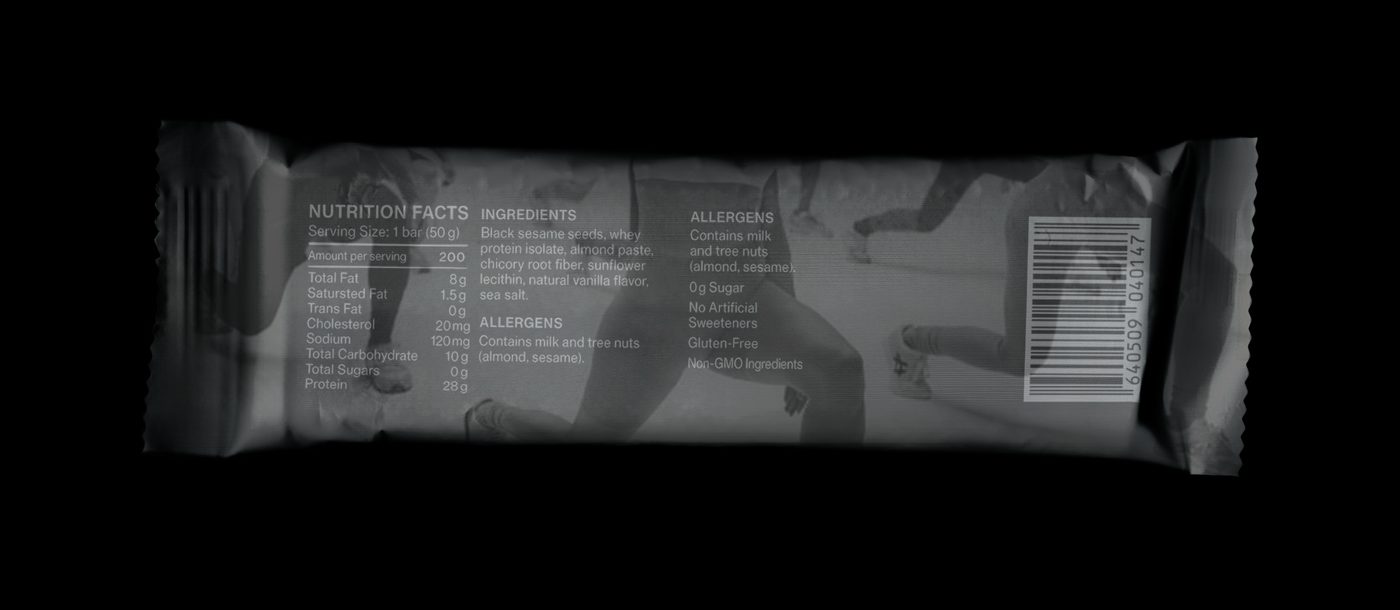 NUTRITION FACTS
Serving Size: 1 bar (50 g)
Amount per serving 200
Total Fat 8 g
Satursted Fat 1.5 g
Trans Fat 0 g
Cholesterol 20 mg
Sodium 120 mg
Total Carbohydrate 10 g
Total Sugars 0 g
Protein 28 g
INGREDIENTS
Black sesame seeds, whey
protein isolate, almond paste,
chicory root fiber, sunflower
lecithin, natural vanilla flavor,
sea salt.
ALLERGENS
Contains milk and tree nuts
(almond, sesame).
ALLERGENS
Contains milk
and tree nuts
(almond, sesame).
0 g Sugar
No Artificial
Sweeteners
Gluten-Free
Non-GMO Ingredients
640509 040147